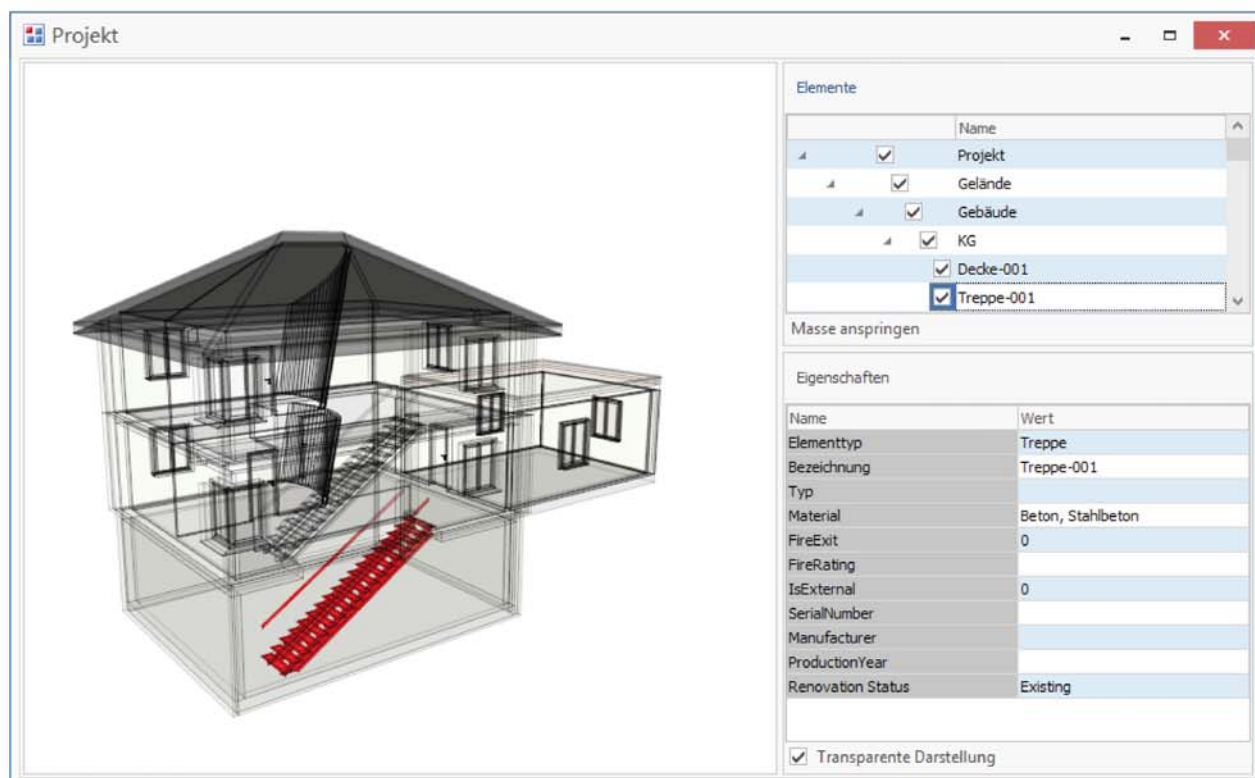 Projekt
Elemente
Name
Projekt
Gelände
Gebäude
KG
Decke-001
Treppe-001
Masse anspringen
Eigenschaften
Name Wert
Elementtyp Treppe
Bezeichnung Treppe-001
Typ
Material Beton, Stahlbeton
FireExit 0
FireRating
IsExternal 0
SerialNumber
Manufacturer
ProductionYear
Renovation Status Existing
Transparente Darstellung